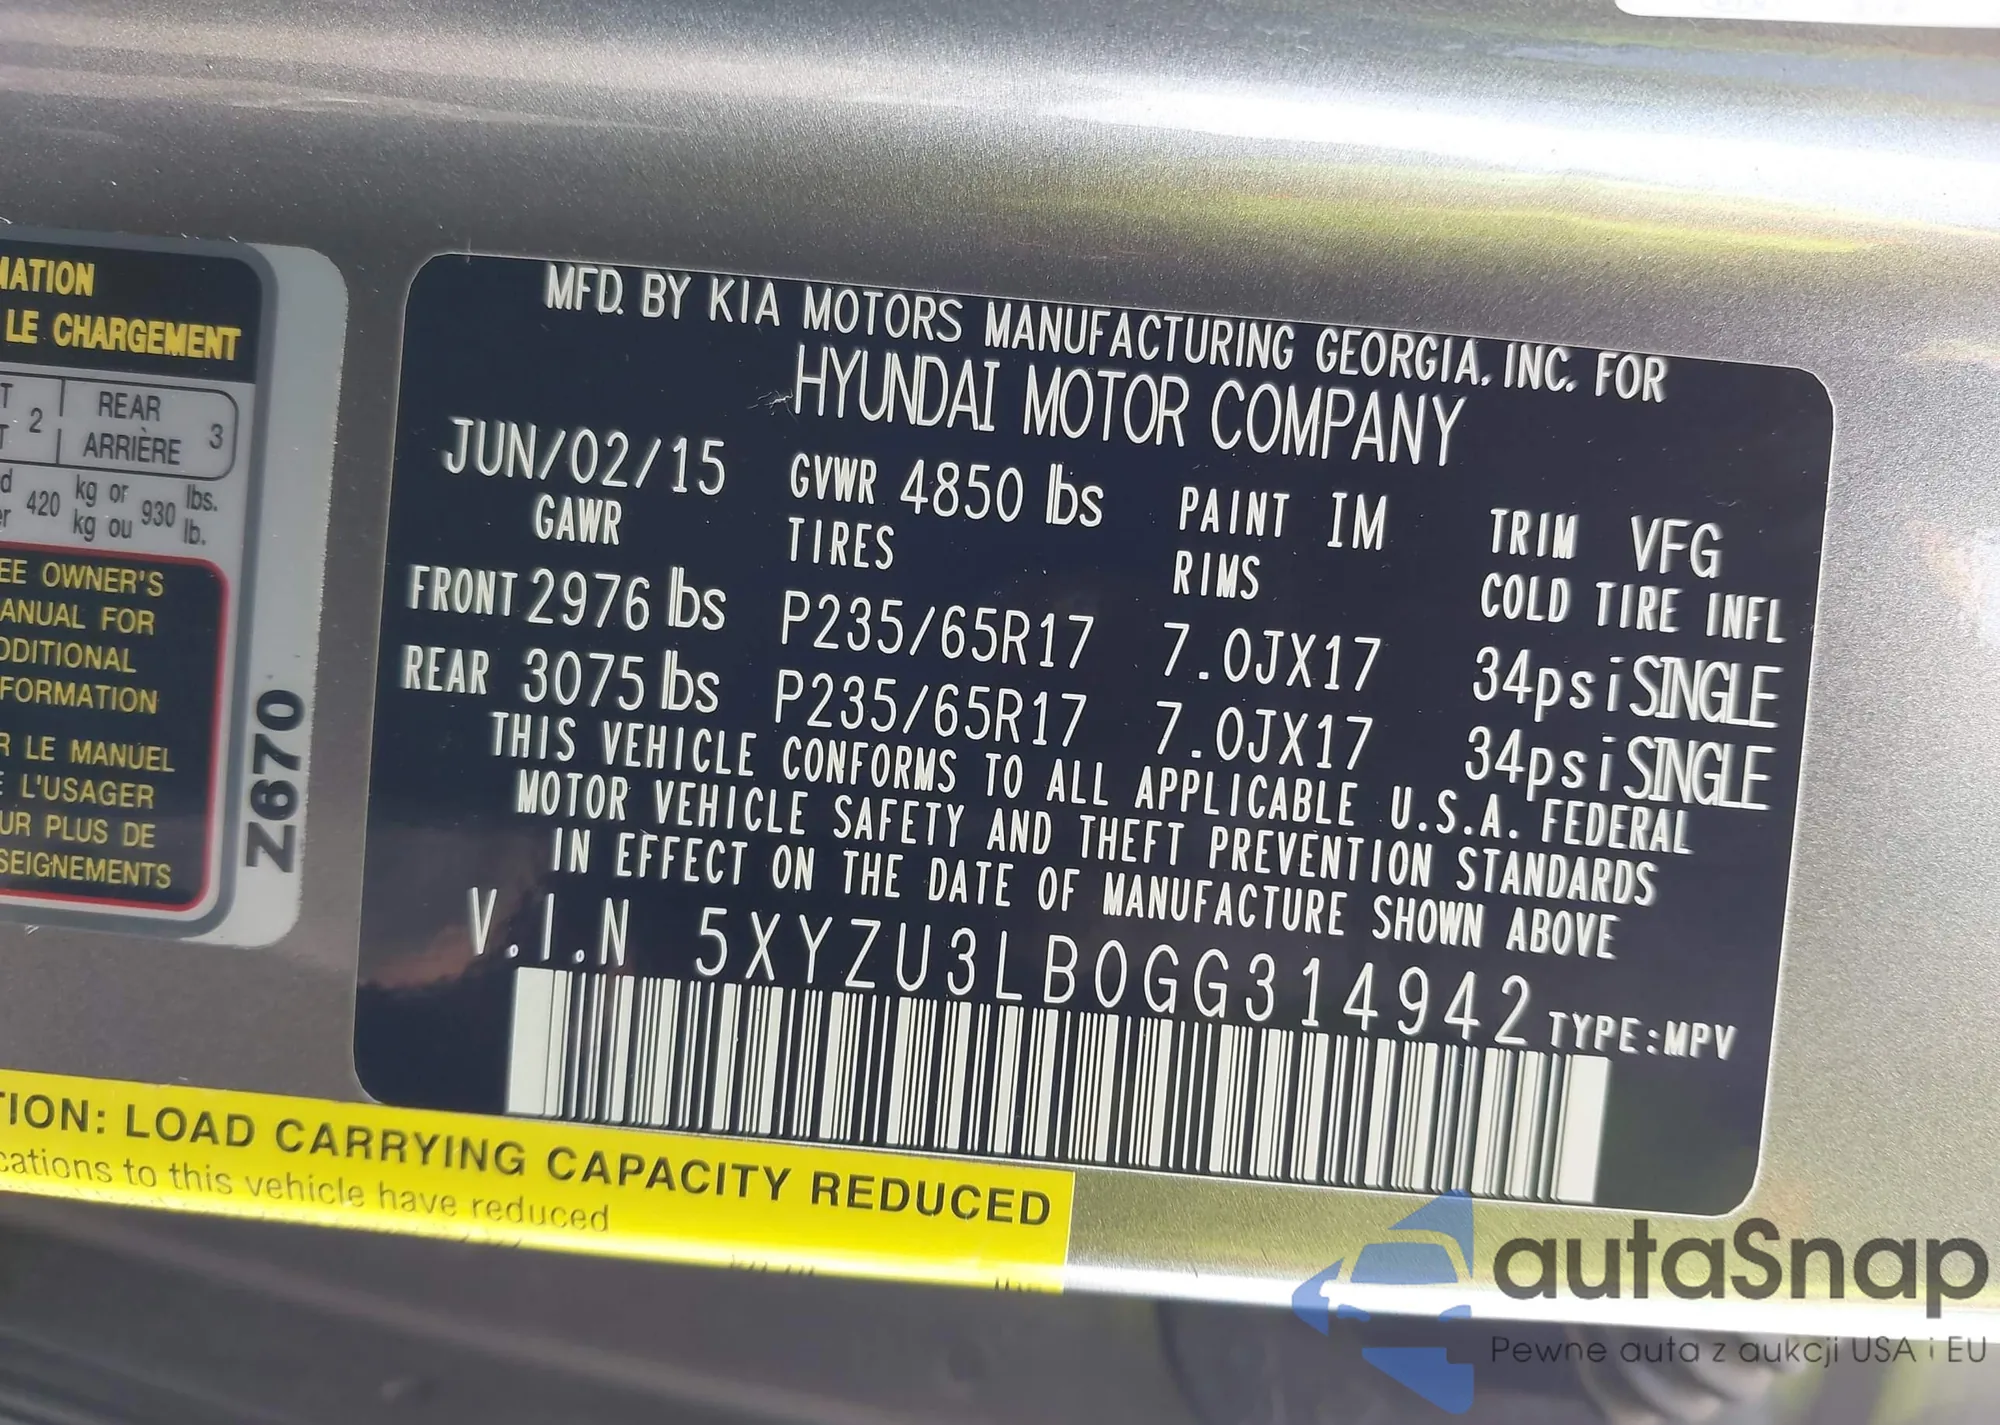 MATION
LE CHARGEMENT
2 REAR 3
ARRIÈRE
420 kg or 930 lbs.
kg ou lb.
EE OWNER'S
ANUAL FOR
DDITIONAL
FORMATION
R LE MANUEL
E L'USAGER
UR PLUS DE
SEIGNEMENTS
Z670
MFD. BY KIA MOTORS MANUFACTURING GEORGIA, INC. FOR
HYUNDAI MOTOR COMPANY
JUN/02/15 GVWR 4850 lbs PAINT IM TRIM VFG
GAWR TIRES RIMS COLD TIRE INFL
FRONT 2976 lbs P235/65R17 7.0JX17 34psi SINGLE
REAR 3075 lbs P235/65R17 7.0JX17 34psi SINGLE
THIS VEHICLE CONFORMS TO ALL APPLICABLE U.S.A. FEDERAL
MOTOR VEHICLE SAFETY AND THEFT PREVENTION STANDARDS
IN EFFECT ON THE DATE OF MANUFACTURE SHOWN ABOVE
V.I.N 5XYZU3LB0GG314942 TYPE:MPV
TION: LOAD CARRYING CAPACITY REDUCED
cations to this vehicle have reduced
autaSnap
Pewne auta z aukcji USA i EU